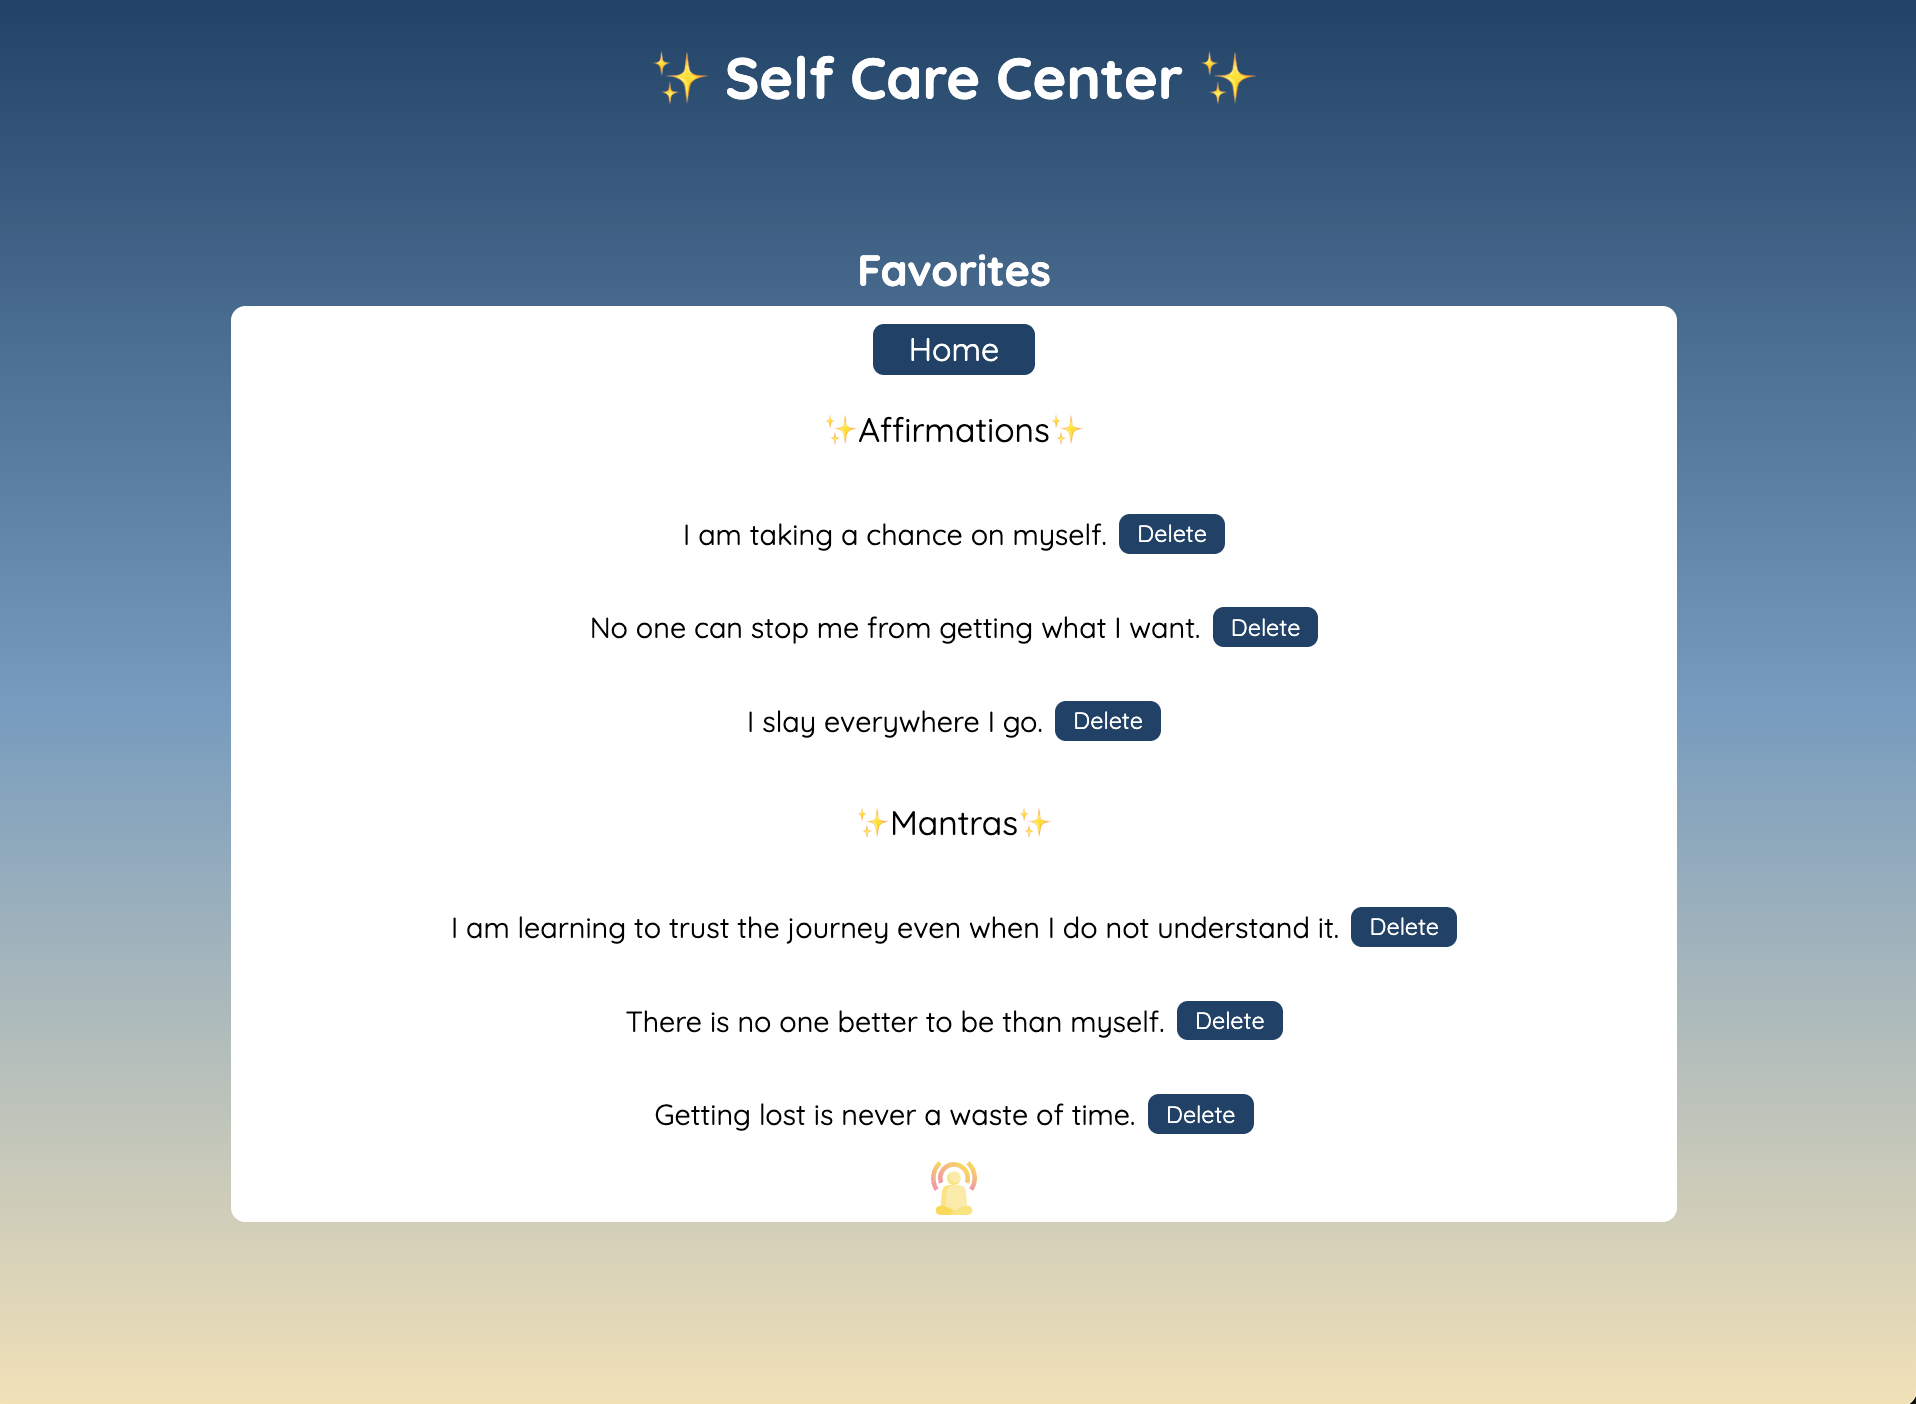 ✨ Self Care Center ✨
Favorites
Home
✨Affirmations✨
I am taking a chance on myself. Delete
No one can stop me from getting what I want. Delete
I slay everywhere I go. Delete
✨Mantras✨
I am learning to trust the journey even when I do not understand it. Delete
There is no one better to be than myself. Delete
Getting lost is never a waste of time. Delete